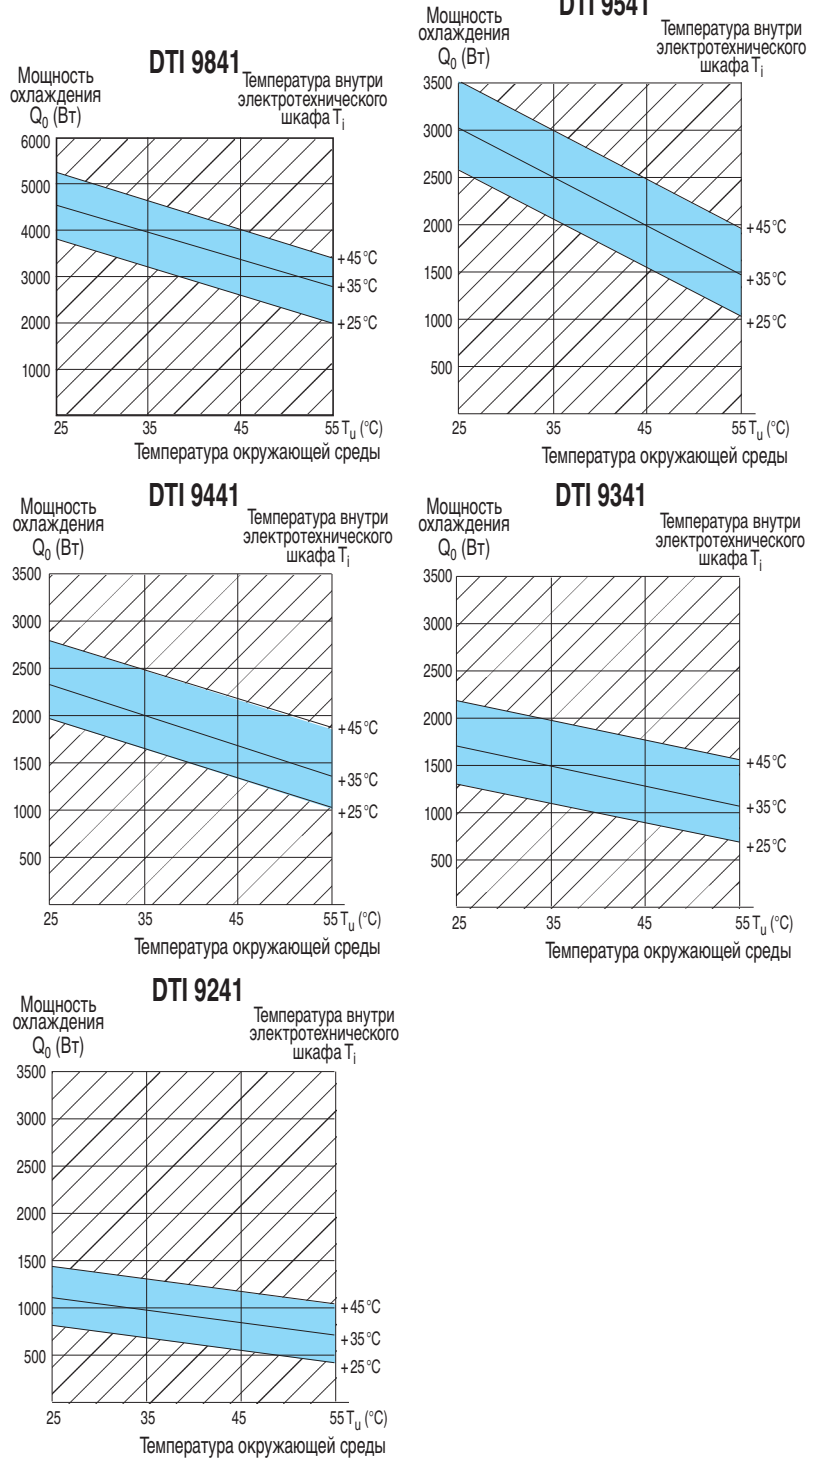 DTI 9841
Мощность
охлаждения
Q0 (Вт)
Температура внутри
электротехнического
шкафа Ti
6000
5000
4000
3000
2000
1000
+45°C
+35°C
+25°C
25 35 45 55 Tu (°C)
Температура окружающей среды
DTI 9541
Мощность
охлаждения
Q0 (Вт)
Температура внутри
электротехнического
шкафа Ti
3500
3000
2500
2000
1500
1000
500
+45°C
+35°C
+25°C
25 35 45 55 Tu (°C)
Температура окружающей среды
DTI 9441
Мощность
охлаждения
Q0 (Вт)
Температура внутри
электротехнического
шкафа Ti
3500
3000
2500
2000
1500
1000
500
+45°C
+35°C
+25°C
25 35 45 55 Tu (°C)
Температура окружающей среды
DTI 9341
Мощность
охлаждения
Q0 (Вт)
Температура внутри
электротехнического
шкафа Ti
3500
3000
2500
2000
1500
1000
500
+45°C
+35°C
+25°C
25 35 45 55 Tu (°C)
Температура окружающей среды
DTI 9241
Мощность
охлаждения
Q0 (Вт)
Температура внутри
электротехнического
шкафа Ti
3500
3000
2500
2000
1500
1000
500
+45°C
+35°C
+25°C
25 35 45 55 Tu (°C)
Температура окружающей среды